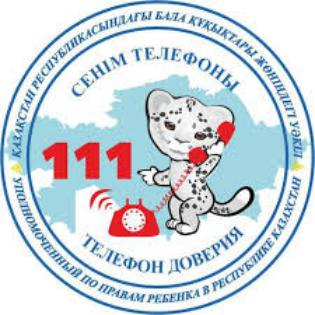 ҚАЗАҚСТАН РЕСПУБЛИКАСЫНДАҒЫ БАЛА ҚҰҚЫҚТАРЫ ЖӨНІНДЕГІ УӘКІЛ
СЕНІМ ТЕЛЕФОНЫ
111
ТЕЛЕФОН ДОВЕРИЯ
УПОЛНОМОЧЕННЫЙ ПО ПРАВАМ РЕБЕНКА В РЕСПУБЛИКЕ КАЗАХСТАН